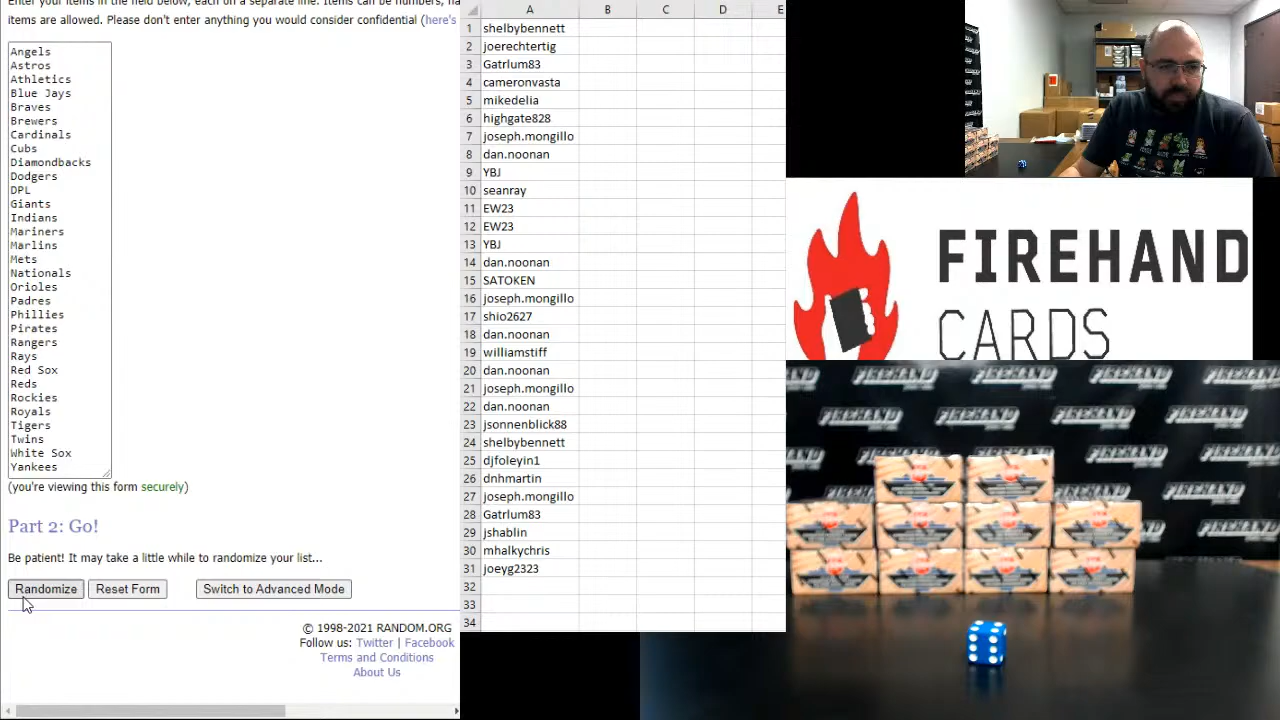 Enter your items in the field below, each on a separate line. Items can be numbers, na
items are allowed. Please don't enter anything you would consider confidential (here's
Angels
Astros
Athletics
Blue Jays
Braves
Brewers
Cardinals
Cubs
Diamondbacks
Dodgers
DPL
Giants
Indians
Mariners
Marlins
Mets
Nationals
Orioles
Padres
Phillies
Pirates
Rangers
Rays
Red Sox
Reds
Rockies
Royals
Tigers
Twins
White Sox
Yankees
(you're viewing this form securely)
Part 2: Go!
Be patient! It may take a little while to randomize your list...
Randomize
Reset Form
Switch to Advanced Mode
© 1998-2021 RANDOM.ORG
Follow us: Twitter | Facebook
Terms and Conditions
About Us
A B C D E
1 shelbybennett
2 joerechtertig
3 Gatrlum83
4 cameronvasta
5 mikedelia
6 highgate828
7 joseph.mongillo
8 dan.noonan
9 YBJ
10 seanray
11 EW23
12 EW23
13 YBJ
14 dan.noonan
15 SATOKEN
16 joseph.mongillo
17 shio2627
18 dan.noonan
19 williamstiff
20 dan.noonan
21 joseph.mongillo
22 dan.noonan
23 jsonnenblick88
24 shelbybennett
25 djfoleyin1
26 dnhmartin
27 joseph.mongillo
28 Gatrlum83
29 jshablin
30 mhalkychris
31 joeyg2323
32
33
34
FIREHAND
CARDS
FIREHAND
FIREHAND
FIREHAND
FIREHAND
FIREHAND
FIREHAND